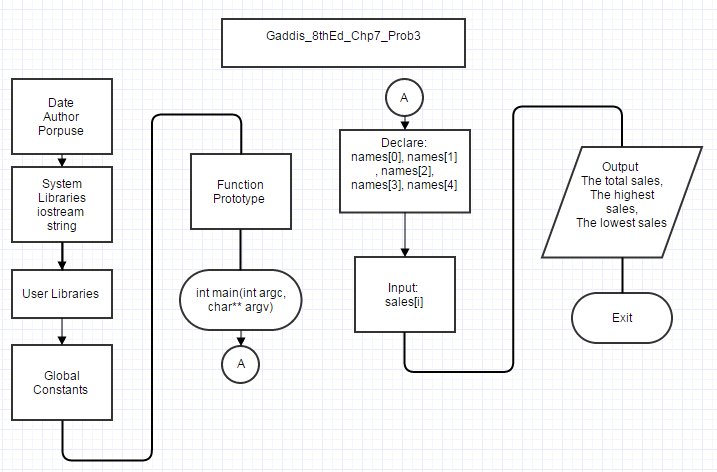 Gaddis_8thEd_Chp7_Prob3
Date
Author
Porpuse
System
Libraries
iostream
string
User Libraries
Global
Constants
Function
Prototype
int main(int argc,
char** argv)
A
A
Declare:
names[0], names[1]
, names[2],
names[3], names[4]
Input:
sales[i]
Output
The total sales,
The highest
sales,
The lowest sales
Exit